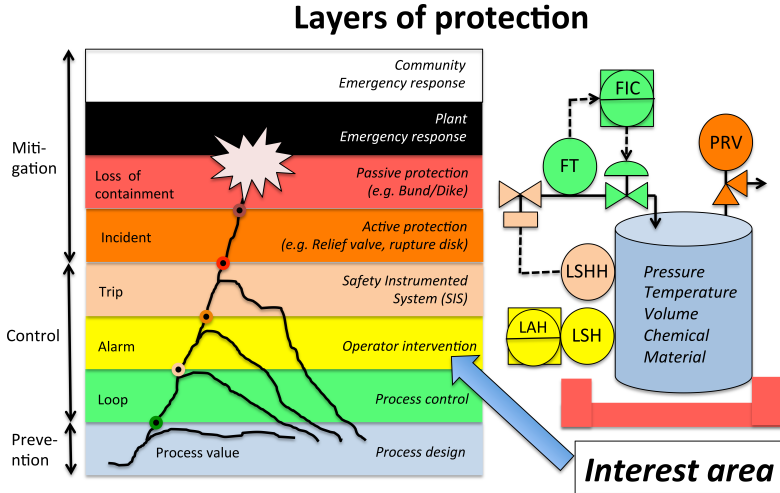 Layers of protection
Miti-
gation
Control
Preve-
ntion
Community
Emergency response
Plant
Emergency response
Loss of
containment
Passive protection
(e.g. Bund/Dike)
Incident
Active protection
(e.g. Relief valve, rupture disk)
Trip
Safety Instrumented
System (SIS)
Alarm
Operator intervention
Loop
Process control
Process value
Process design
FIC
FT
PRV
LSHH
LAH
LSH
Pressure
Temperature
Volume
Chemical
Material
Interest area